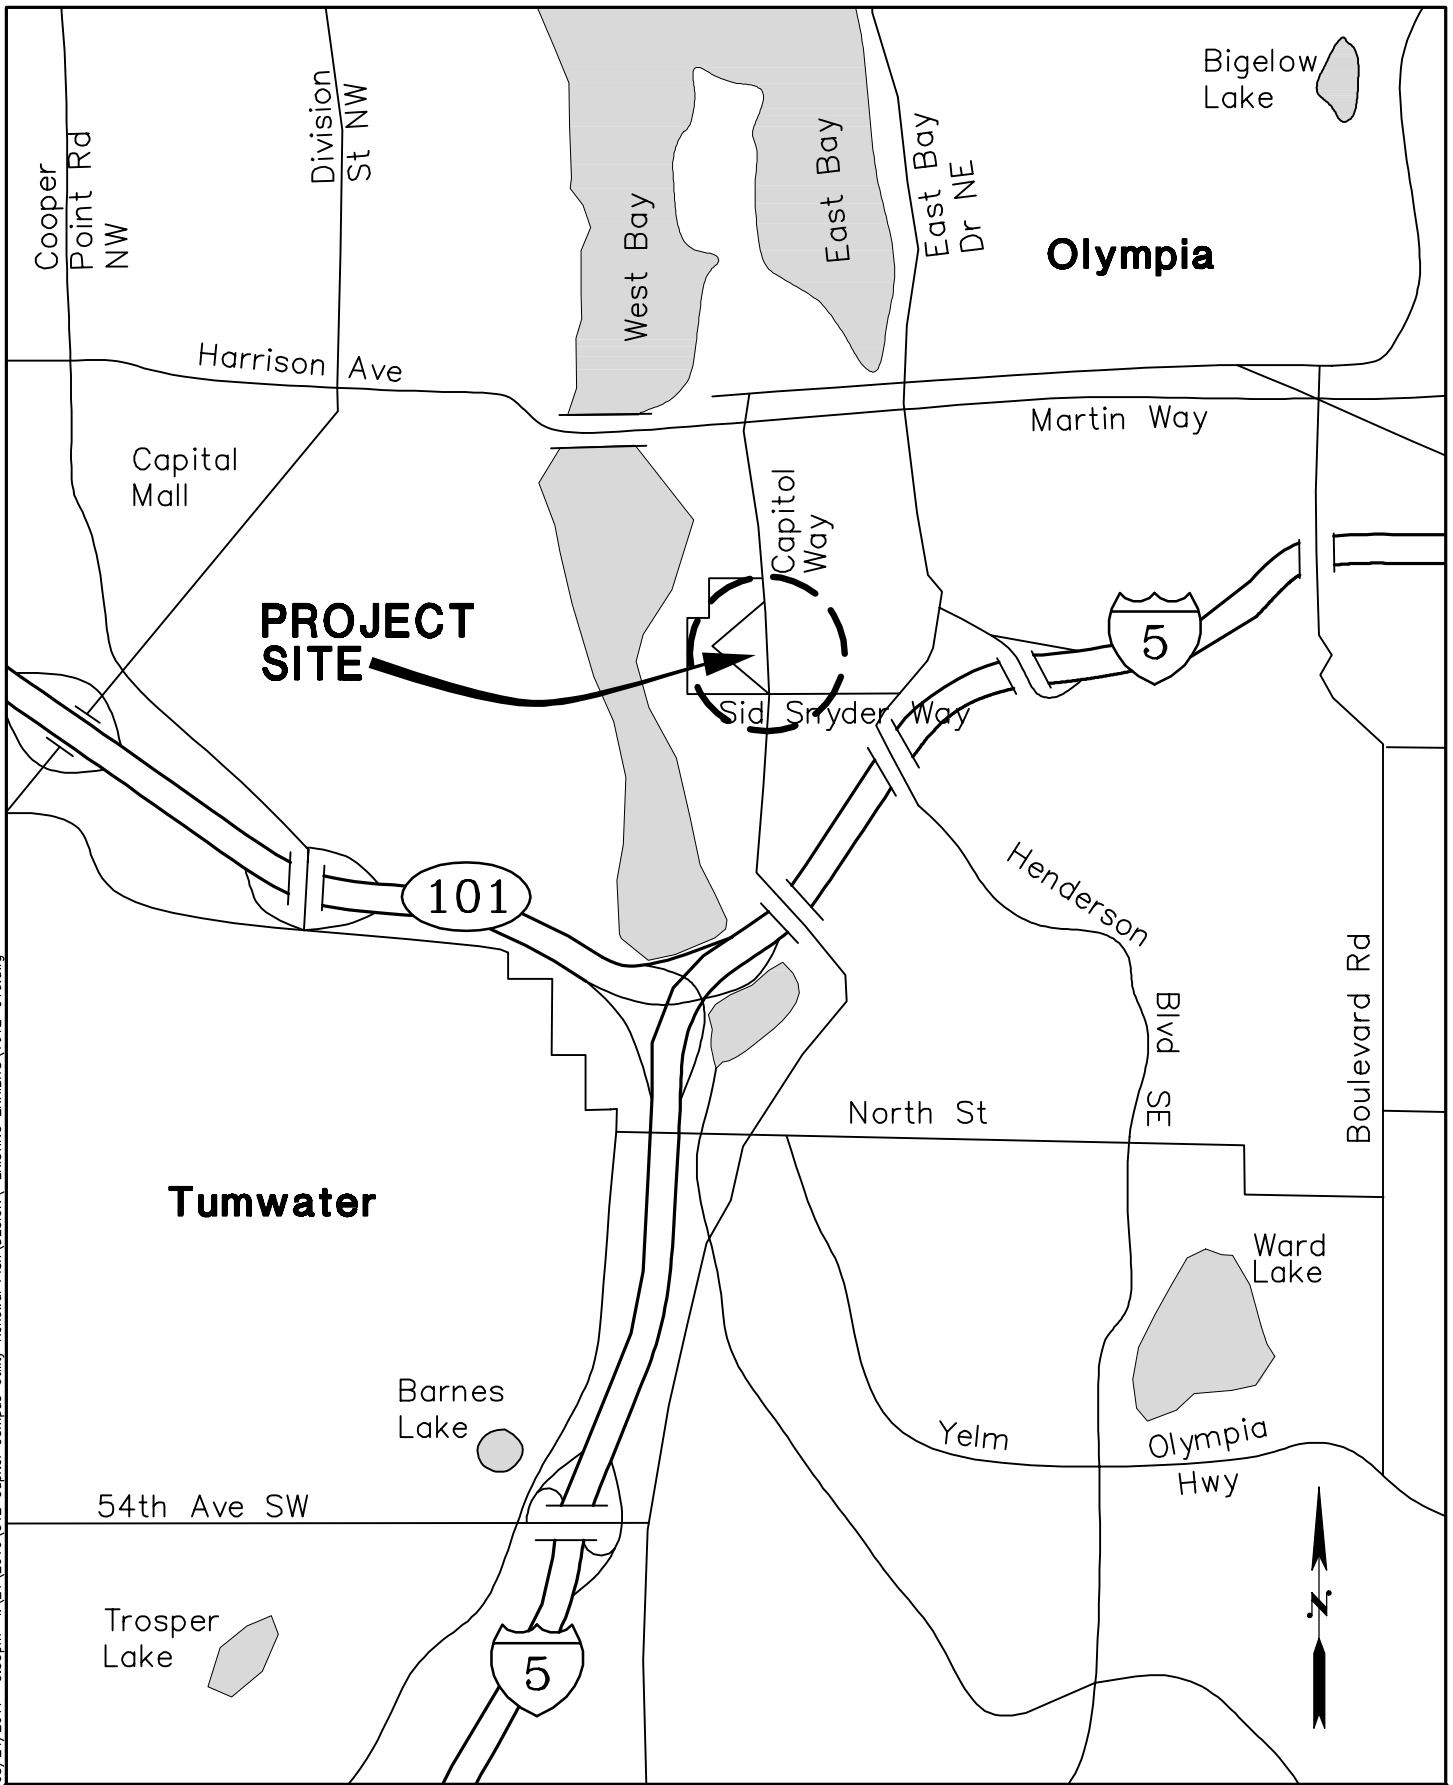 Bigelow
Lake
Division
St NW
Cooper
Point Rd
NW
West Bay
East Bay
East Bay
Dr NE
Olympia
Harrison Ave
Martin Way
Capital
Mall
Capitol
Way
PROJECT
SITE
5
Sid Snyder Way
101
Henderson
Blvd SE
Boulevard Rd
North St
Tumwater
Ward
Lake
Barnes
Lake
Yelm
Olympia
Hwy
54th Ave SW
N
Trosper
Lake
5